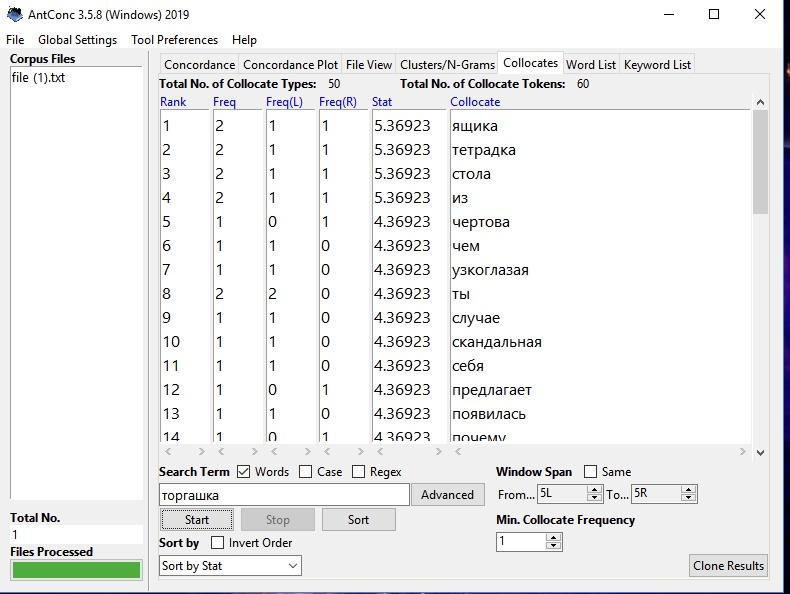 AntConc 3.5.8 (Windows) 2019
File Global Settings Tool Preferences Help
Corpus Files
file (1).txt
Concordance Concordance Plot File View Clusters/N-Grams Collocates Word List Keyword List
Total No. of Collocate Types: 50 Total No. of Collocate Tokens: 60
Rank Freq Freq(L) Freq(R) Stat Collocate
1 2 1 1 5.36923 ящика
2 2 1 1 5.36923 тетрадка
3 2 1 1 5.36923 стола
4 2 1 1 5.36923 из
5 1 0 1 4.36923 чертова
6 1 1 0 4.36923 чем
7 1 1 0 4.36923 узкоглазая
8 2 2 0 4.36923 ты
9 1 1 0 4.36923 случае
10 1 1 0 4.36923 скандальная
11 1 1 0 4.36923 себя
12 1 0 1 4.36923 предлагает
13 1 1 0 4.36923 появилась
14 1 0 1 4.36923 почему
Search Term Words Case Regex
торгашка Advanced
Start Stop Sort
Sort by Invert Order
Sort by Stat
Window Span Same
From... 5L To... 5R
Min. Collocate Frequency
1
Total No.
1
Files Processed
Clone Results